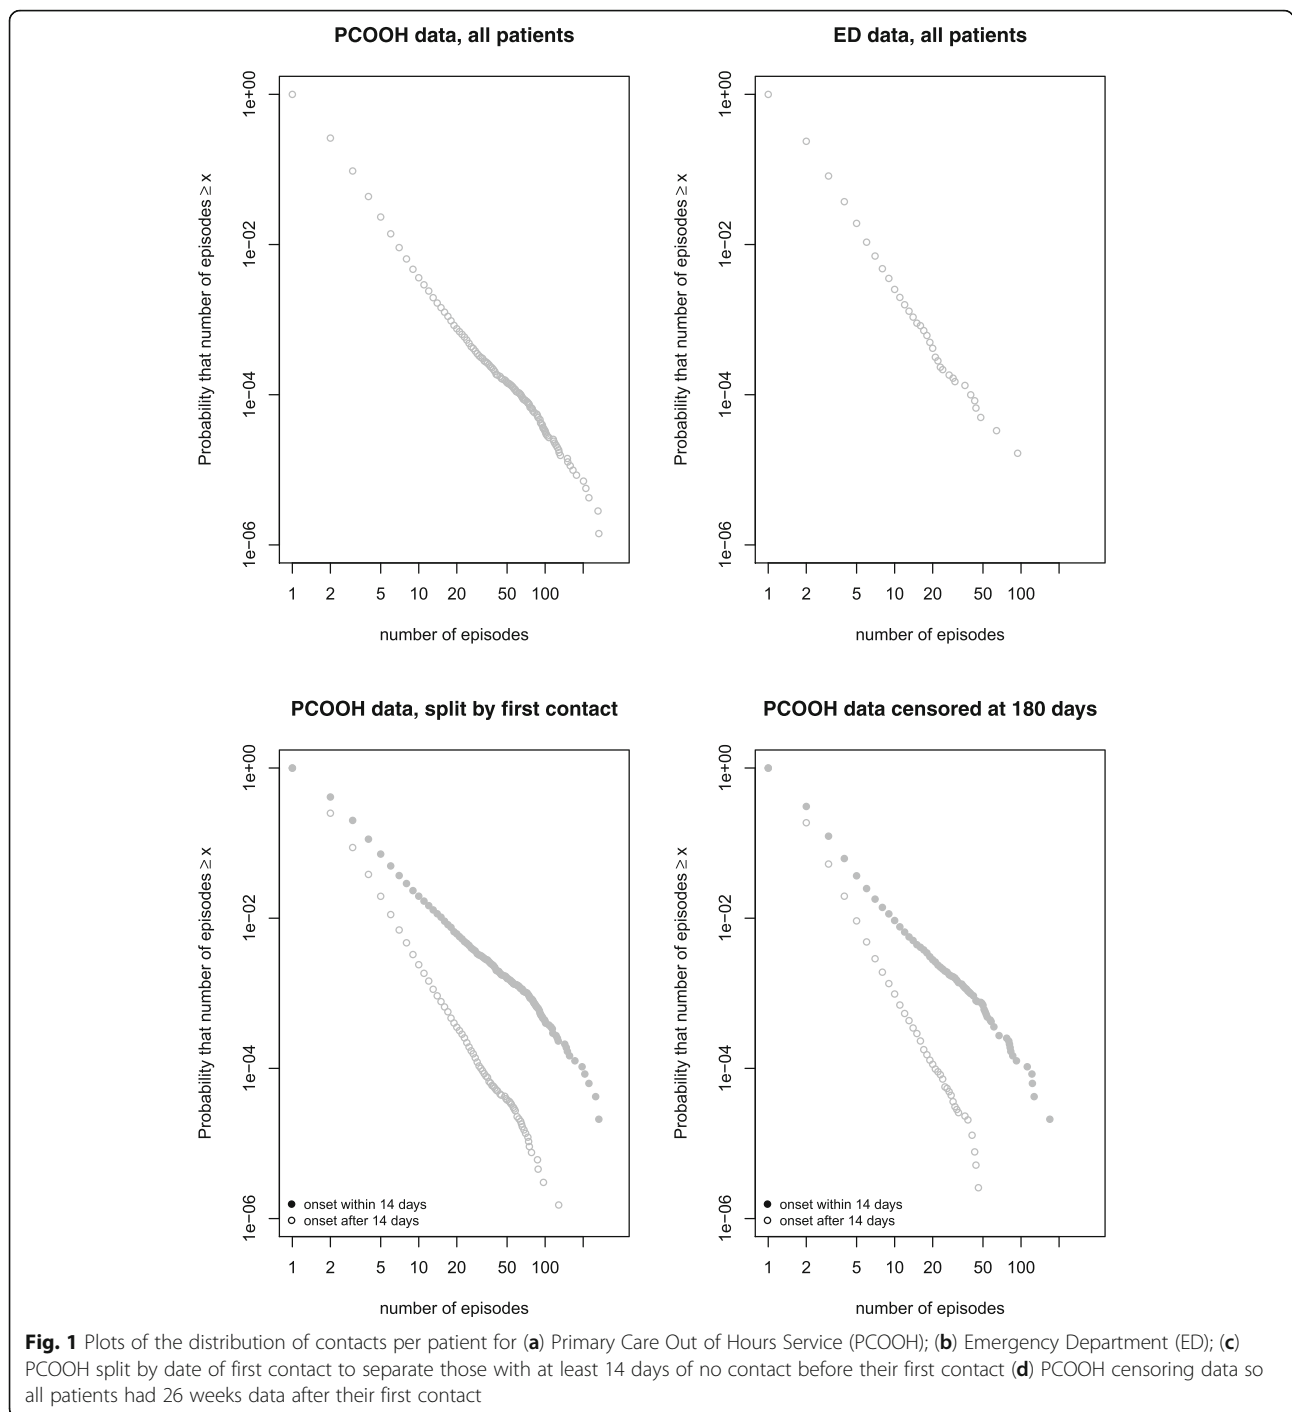 PCOOH data, all patients
Probability that number of episodes ≥ x
1e+00
1e−02
1e−04
1e−06
1 2 5 10 20 50 100
number of episodes
ED data, all patients
Probability that number of episodes ≥ x
1e+00
1e−02
1e−04
1e−06
1 2 5 10 20 50 100
number of episodes
PCOOH data, split by first contact
Probability that number of episodes ≥ x
1e+00
1e−02
1e−04
1e−06
onset within 14 days
onset after 14 days
1 2 5 10 20 50 100
number of episodes
PCOOH data censored at 180 days
Probability that number of episodes ≥ x
1e+00
1e−02
1e−04
1e−06
onset within 14 days
onset after 14 days
1 2 5 10 20 50 100
number of episodes
Fig. 1 Plots of the distribution of contacts per patient for (a) Primary Care Out of Hours Service (PCOOH); (b) Emergency Department (ED); (c)
PCOOH split by date of first contact to separate those with at least 14 days of no contact before their first contact (d) PCOOH censoring data so
all patients had 26 weeks data after their first contact